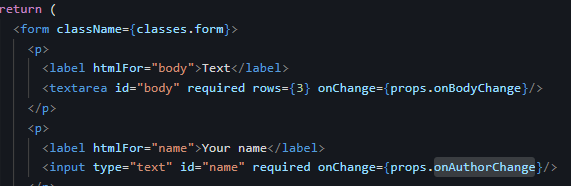 return (
<form className={classes.form}>
<p>
<label htmlFor="body">Text</label>
<textarea id="body" required rows={3} onChange={props.onBodyChange}/>
</p>
<p>
<label htmlFor="name">Your name</label>
<input type="text" id="name" required onChange={props.onAuthorChange}/>